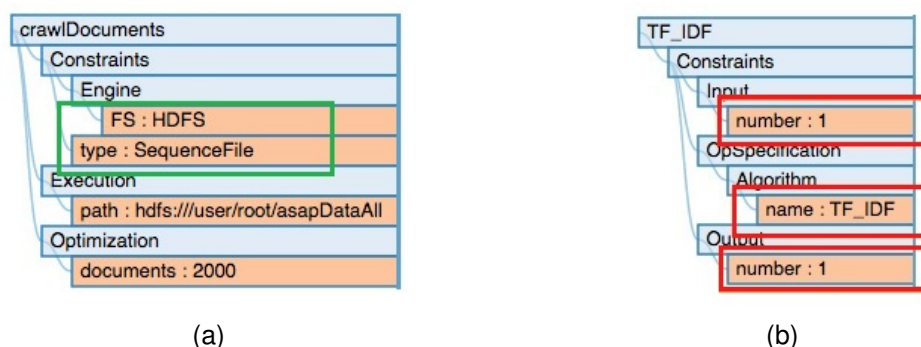 crawlDocuments
Constraints
Engine
FS : HDFS
type : SequenceFile
Execution
path : hdfs:///user/root/asapDataAll
Optimization
documents : 2000
(a)
TF_IDF
Constraints
Input
number : 1
OpSpecification
Algorithm
name : TF_IDF
Output
number : 1
(b)